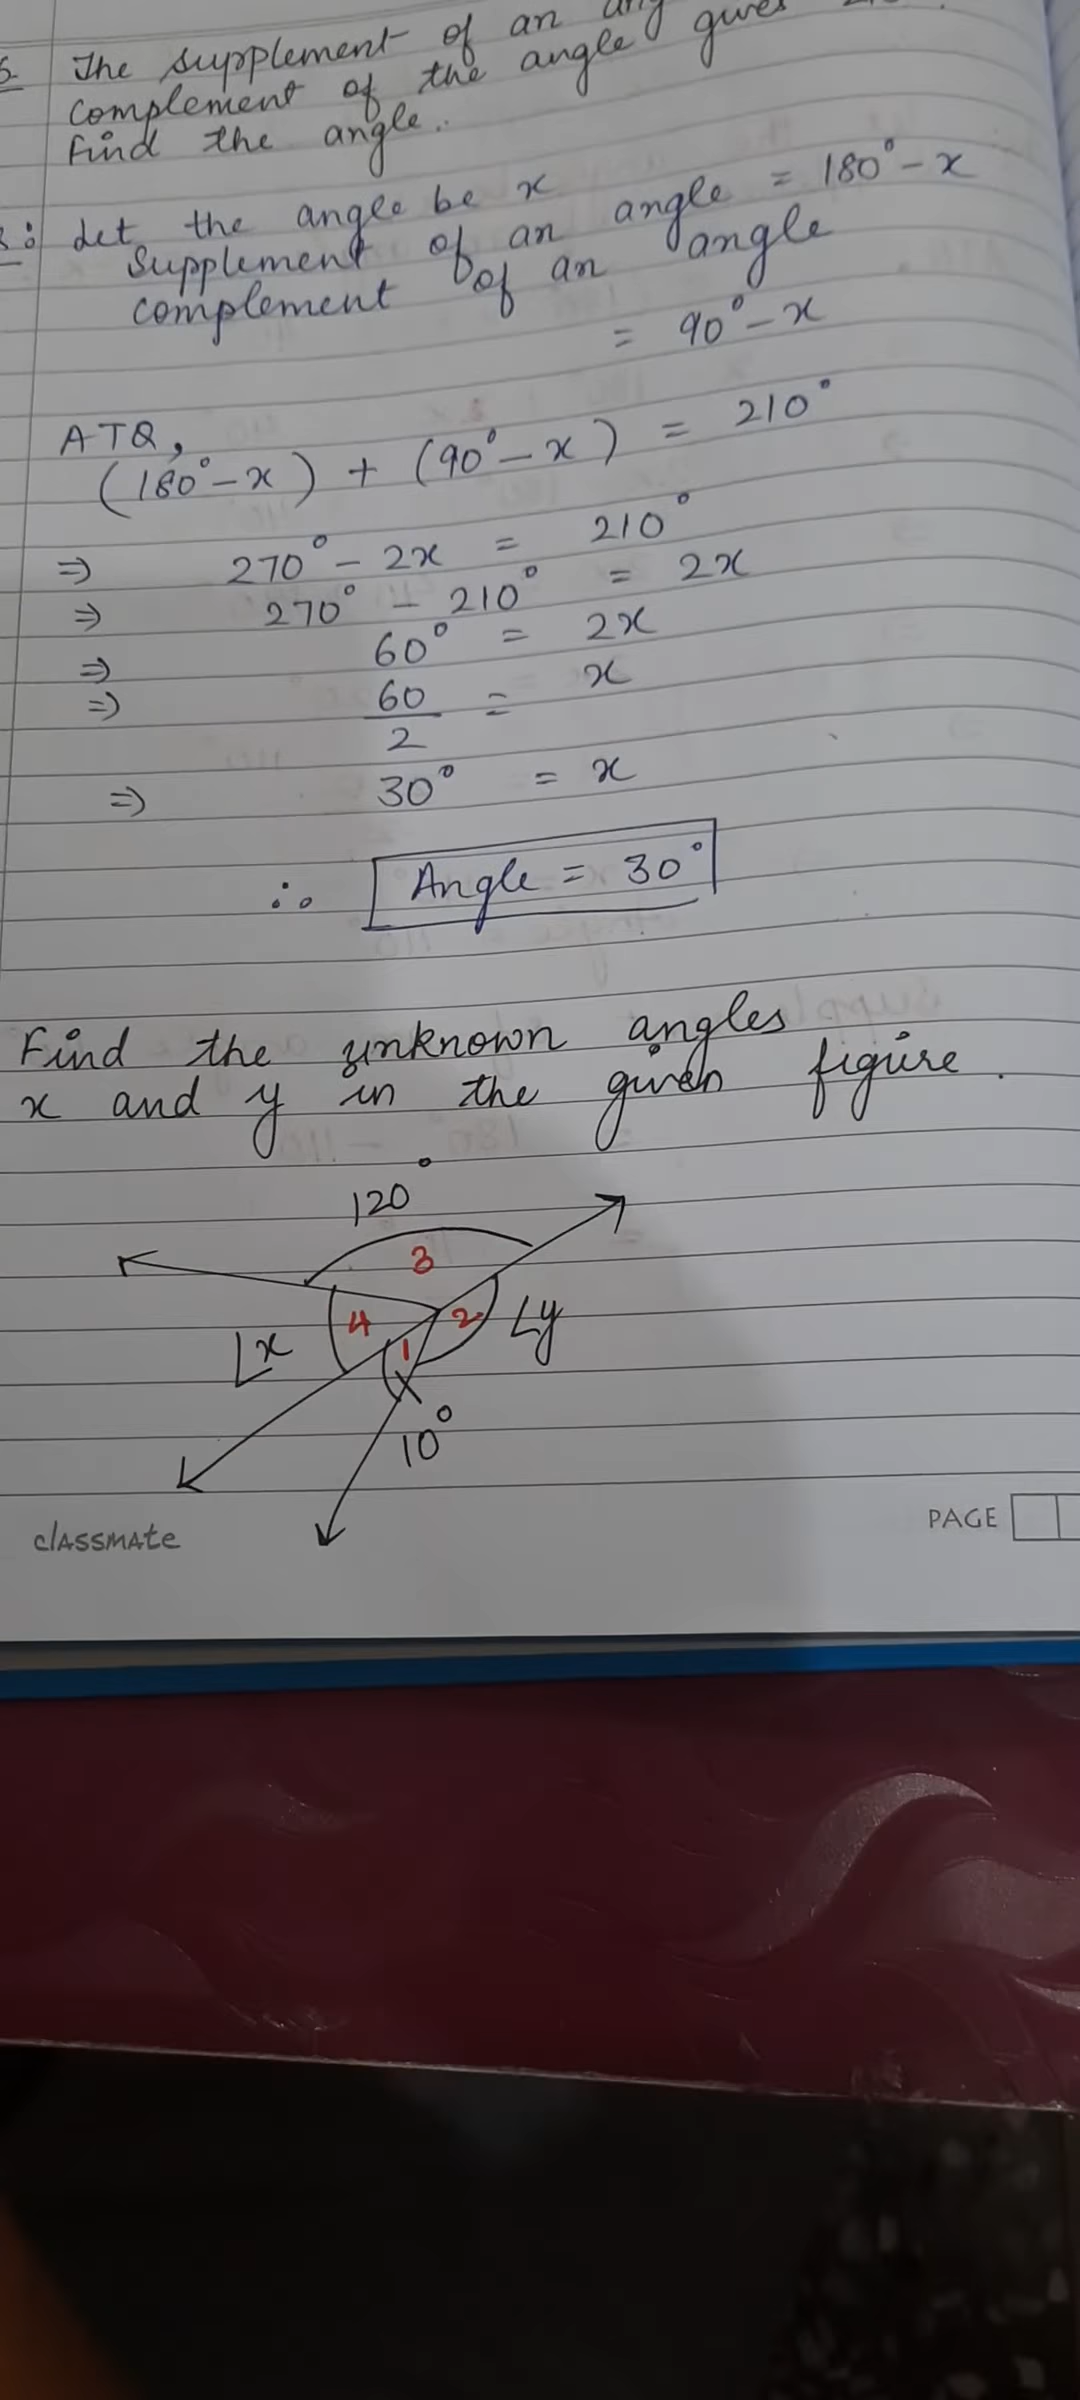 The supplement of an
complement of the angle gives
Find the angle.
Let the angle be x
Supplement of an angle = 180° - x
complement of an angle
= 90° - x
ATQ,
(180° - x) + (90° - x) = 210°
⇒ 270° - 2x = 210°
⇒ 270° - 210° = 2x
⇒ 60° = 2x
⇒ 60/2 = x
⇒ 30° = x
∴ Angle = 30°
Find the unknown angles
x and y in the given figure.
120°
3
4 2 ∠y
∠x 1
10°
classmate
PAGE